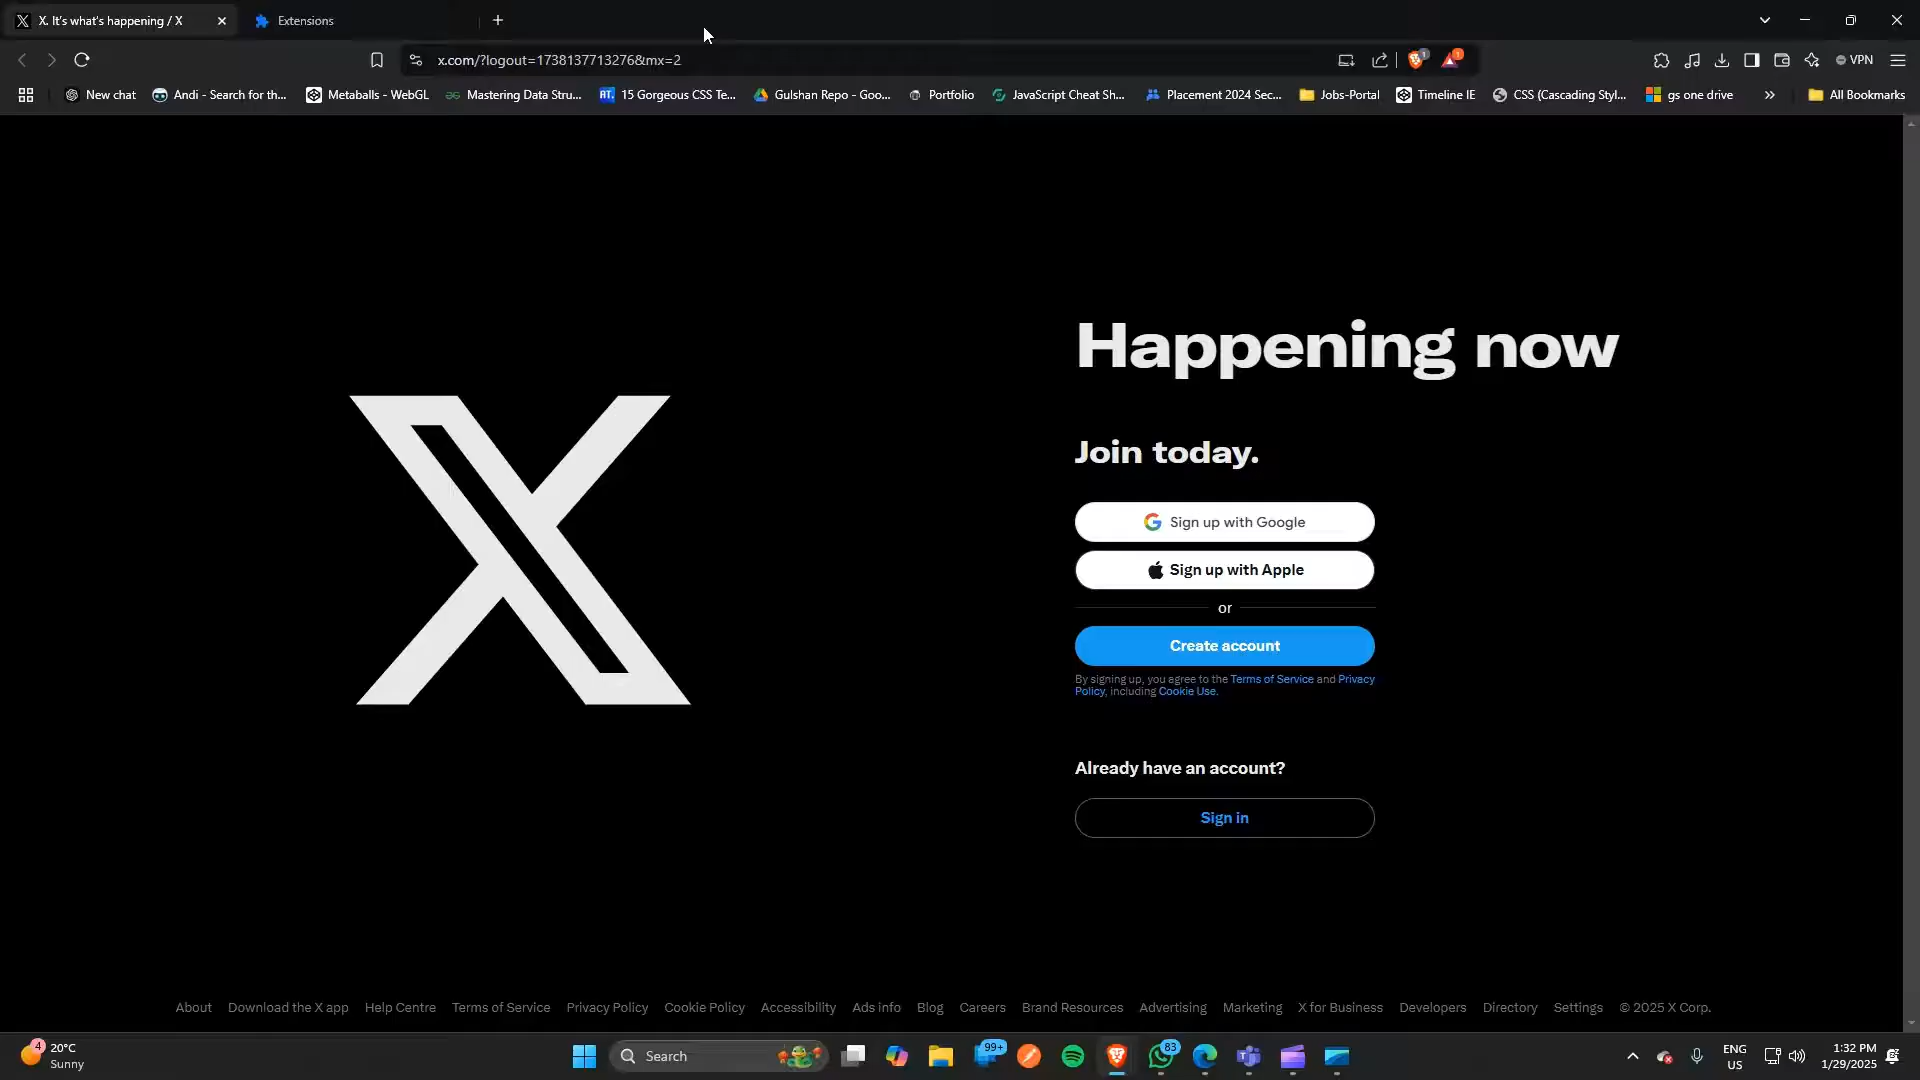 X. It's what's happening / X
Extensions
x.com/?logout=1738137713276&mx=2
1
1
VPN
New chat
Andi - Search for th...
Metaballs - WebGL
Mastering Data Stru...
15 Gorgeous CSS Te...
Gulshan Repo - Goo...
Portfolio
JavaScript Cheat Sh...
Placement 2024 Sec...
Jobs-Portal
Timeline IE
CSS (Cascading Styl...
gs one drive
All Bookmarks
Happening now
Join today.
Sign up with Google
Sign up with Apple
or
Create account
By signing up, you agree to the Terms of Service and Privacy
Policy, including Cookie Use.
Already have an account?
Sign in
About
Download the X app
Help Centre
Terms of Service
Privacy Policy
Cookie Policy
Accessibility
Ads info
Blog
Careers
Brand Resources
Advertising
Marketing
X for Business
Developers
Directory
Settings
© 2025 X Corp.
4
20°C
Sunny
Search
99+
83
ENG
US
1:32 PM
1/29/2025